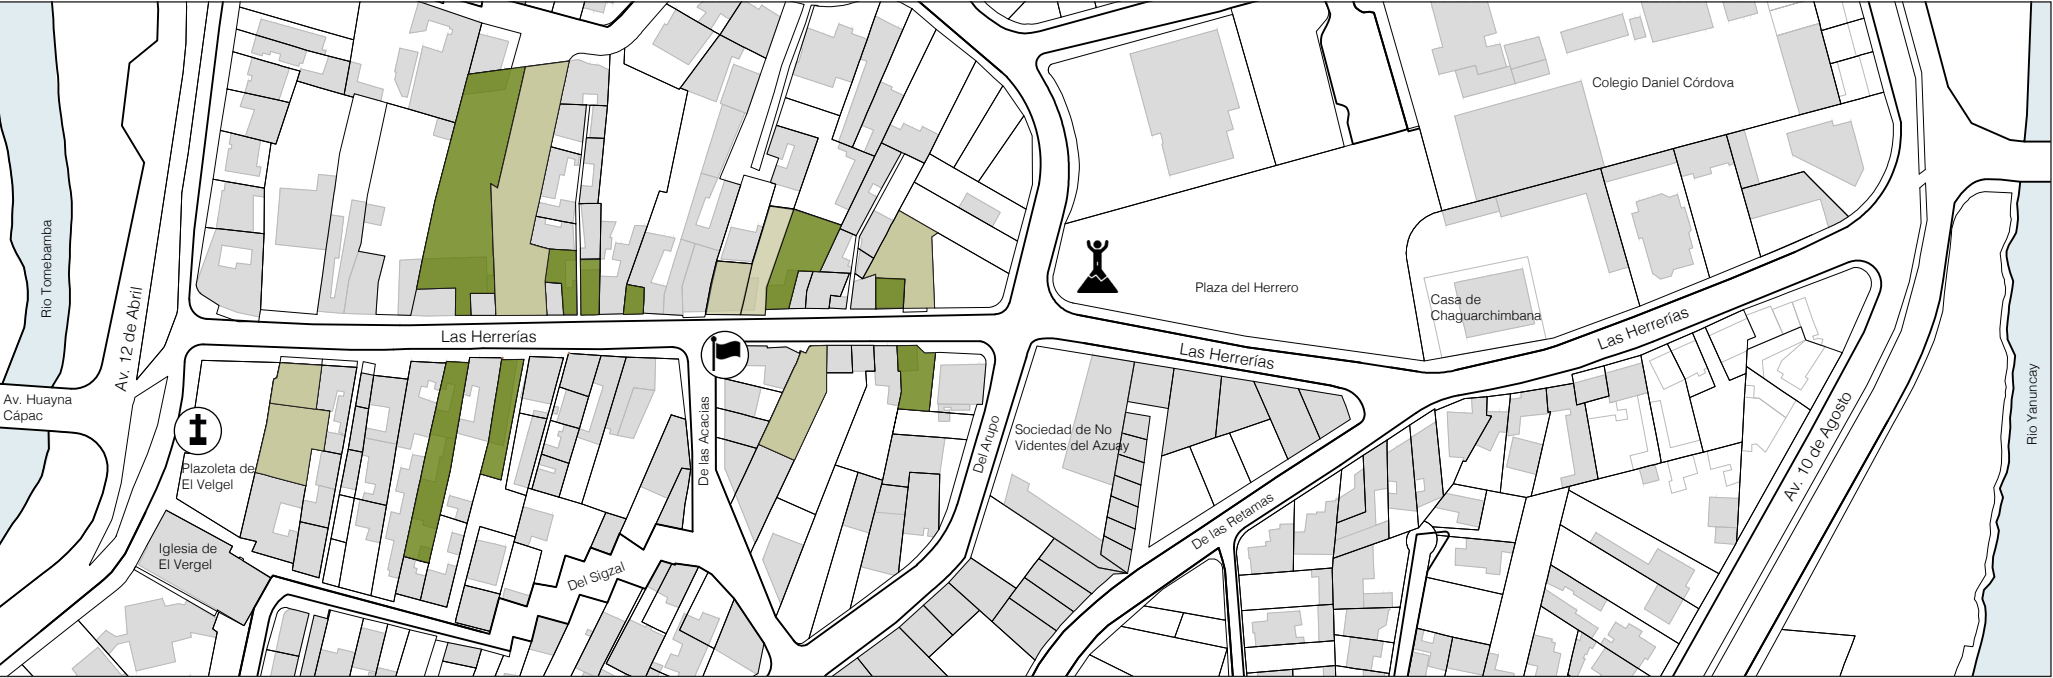 Colegio Daniel Córdova
Río Tomebamba
Av. 12 de Abril
Plaza del Herrero
Casa de
Chaguarchimbana
Las Herrerías
Las Herrerías
Las Herrerías
Av. Huayna
Cápac
De las Acacias
Del Arupo
Sociedad de No
Videntes del Azuay
Av. 10 de Agosto
Río Yanuncay
Plazoleta de
El Velgel
De las Retamas
Iglesia de
El Vergel
Del Sigzal